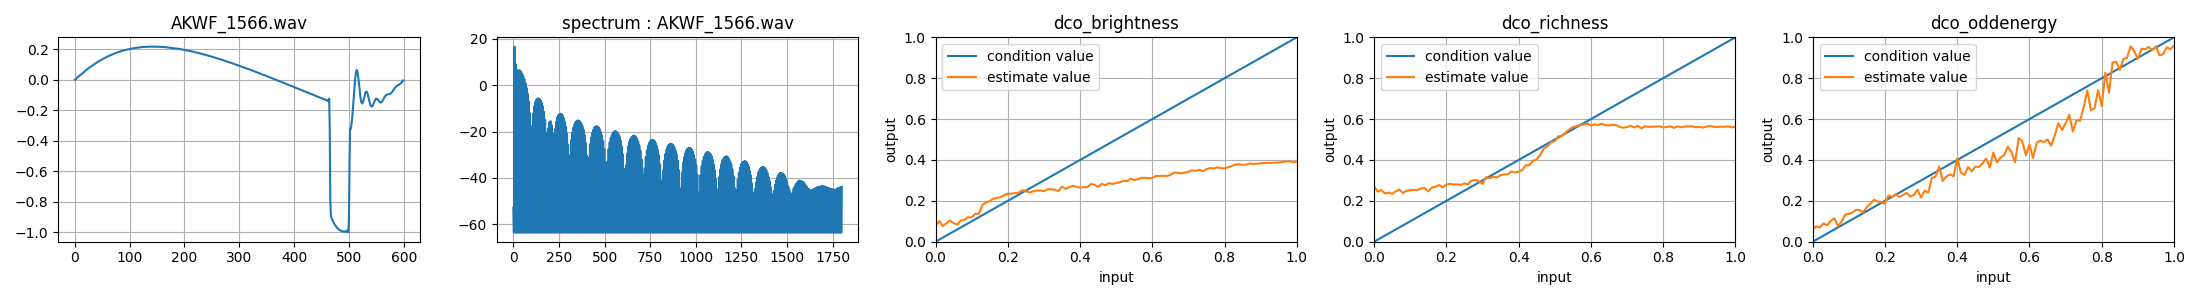 AKWF_1566.wav
0.2
0.0
−0.2
−0.4
−0.6
−0.8
−1.0
0 100 200 300 400 500 600
spectrum : AKWF_1566.wav
20
0
−20
−40
−60
0 250 500 750 1000 1250 1500 1750
dco_brightness
condition value
estimate value
output
1.0
0.8
0.6
0.4
0.2
0.0
0.0 0.2 0.4 0.6 0.8 1.0
input
dco_richness
condition value
estimate value
output
1.0
0.8
0.6
0.4
0.2
0.0
0.0 0.2 0.4 0.6 0.8 1.0
input
dco_oddenergy
condition value
estimate value
output
1.0
0.8
0.6
0.4
0.2
0.0
0.0 0.2 0.4 0.6 0.8 1.0
input